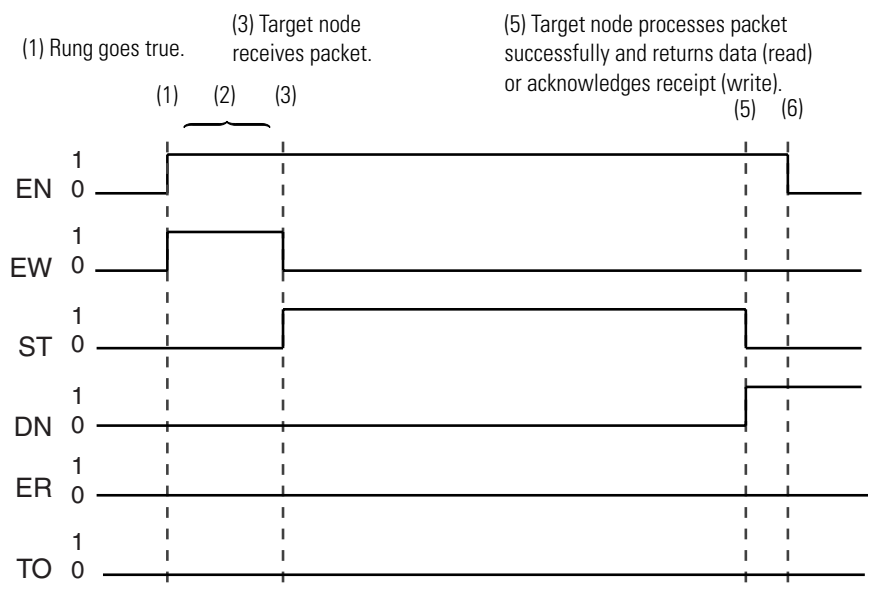 (1) Rung goes true.
(3) Target node
receives packet.
(5) Target node processes packet
successfully and returns data (read)
or acknowledges receipt (write).
(1) (2) (3) (5) (6)
EN 1
0
EW 1
0
ST 1
0
DN 1
0
ER 1
0
TO 1
0